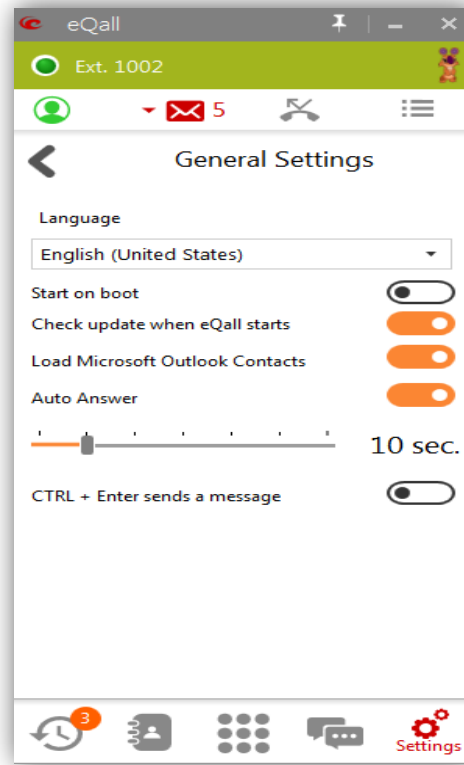 eQall
Ext. 1002
5
General Settings
Language
English (United States)
Start on boot
Check update when eQall starts
Load Microsoft Outlook Contacts
Auto Answer
10 sec.
CTRL + Enter sends a message
3
Settings